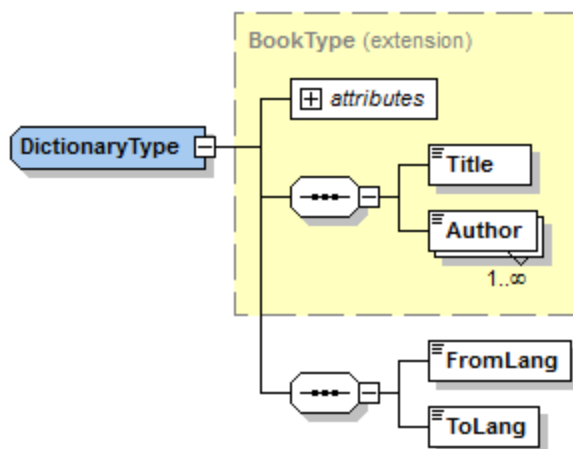 BookType (extension)
attributes
DictionaryType
Title
Author
1..∞
FromLang
ToLang